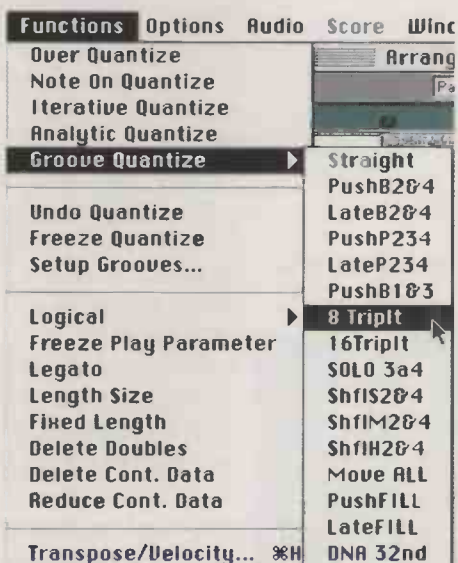 Functions Options Audio Score Winc
Over Quantize
Note On Quantize
Iterative Quantize
Analytic Quantize
Groove Quantize
Undo Quantize
Freeze Quantize
Setup Grooves...
Logical
Freeze Play Parameter
Legato
Length Size
Fixed Length
Delete Doubles
Delete Cont. Data
Reduce Cont. Data
Transpose/Velocity... ⌘H
Arrang
Pa
Straight
PushB2&4
LateB2&4
PushP234
LateP234
PushB1&3
8 Triplt
16Triplt
SOLO 3a4
ShflS2&4
ShflM2&4
ShflH2&4
Move ALL
PushFILL
LateFILL
DNA 32nd